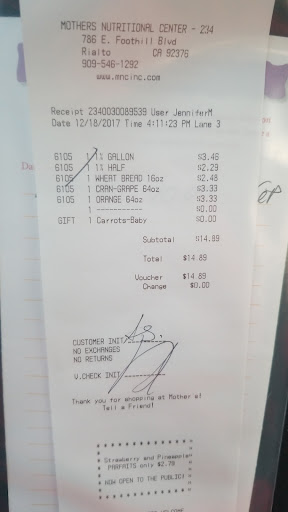 MOTHERS NUTRITIONAL CENTER - 234
786 E. Foothill Blvd
Rialto CA 92376
909-546-1292
www.mncinc.com
Receipt 2340030089539 User JenniferM
Date 12/18/2017 Time 4:11:23 PM Lane 3
6105 1 1% GALLON $3.46
6105 1 1% HALF $2.29
6105 1 WHEAT BREAD 16oz $2.48
6105 1 CRAN-GRAPE 64oz $3.33
6105 1 ORANGE 64oz $3.33
1 ----------- $0.00
GIFT 1 Carrots-Baby $0.00
Subtotal $14.89
Total $14.89
Voucher $14.89
Change $0.00
CUSTOMER INIT
NO EXCHANGES
NO RETURNS
V.CHECK INIT
Thank you for shopping at Mother's!
Tell a Friend!
Strawberry and Pineapple
PARFAITS only $2.79
NOW OPEN TO THE PUBLIC!